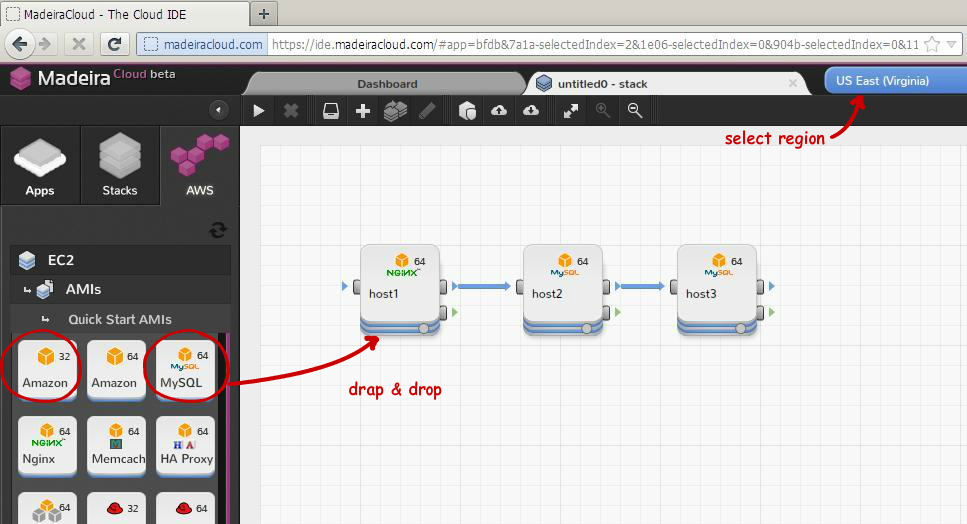 MadeiraCloud - The Cloud IDE
madeiracloud.com
https://ide.madeiracloud.com/#app=bfdb&7a1a-selectedIndex=2&1e06-selectedIndex=0&904b-selectedIndex=0&11
Madeira Cloud beta
Dashboard
untitled0 - stack
US East (Virginia)
select region
Apps
Stacks
AWS
EC2
AMIs
Quick Start AMIs
32
Amazon
64
Amazon
64
MySQL
MySQL
64
NGINX™
Nginx
64
M
Memcach
64
HA
HA Proxy
64
32
64
64
NGINX™
host1
64
MySQL
host2
64
MySQL
host3
drap & drop